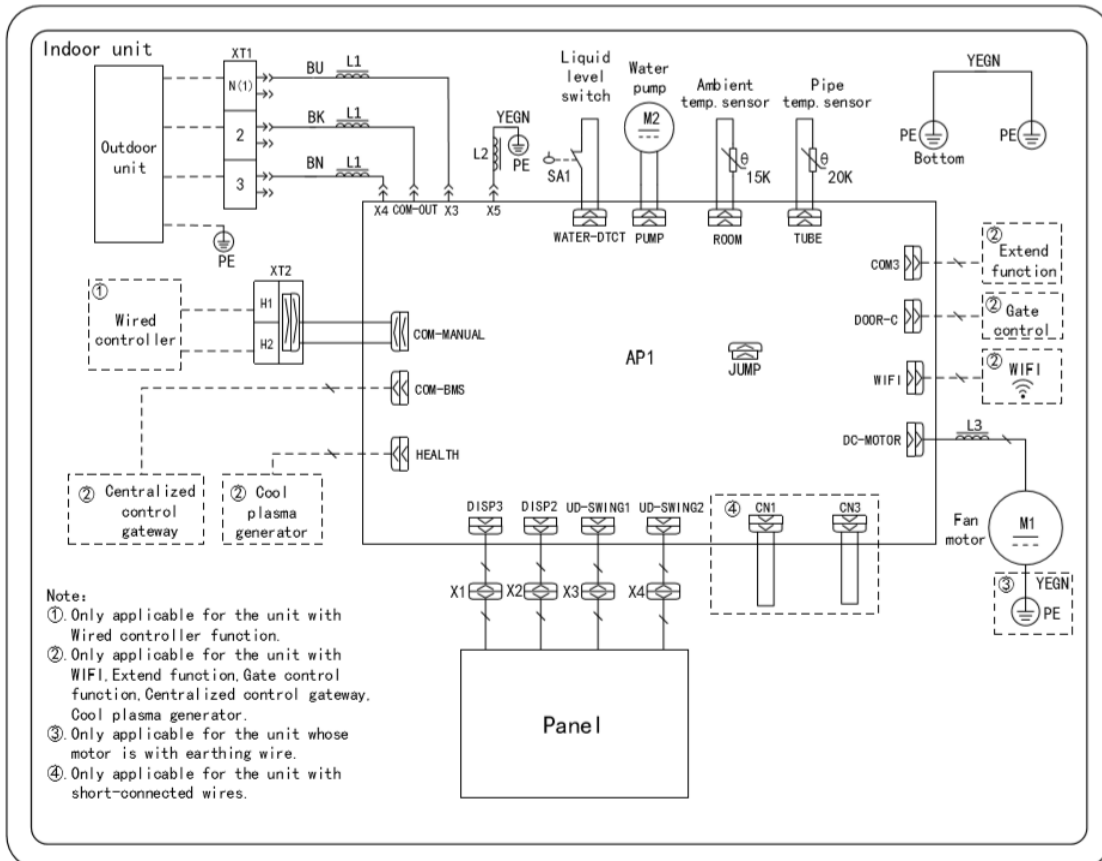 Indoor unit
XT1
Outdoor
unit
N(1)
2
3
BU
L1
BK
L1
BN
L1
PE
X4
COM-OUT
X3
X5
L2
YEGN
PE
Liquid
level
switch
SA1
WATER-DTCT
Water
pump
M2
PUMP
Ambient
temp. sensor
θ
15K
ROOM
Pipe
temp. sensor
θ
20K
TUBE
YEGN
PE
Bottom
PE
①
Wired
controller
XT2
H1
H2
COM-MANUAL
COM-BMS
HEALTH
② Centralized
control
gateway
② Cool
plasma
generator
AP1
JUMP
COM3
②
Extend
function
DOOR-C
② Gate
control
WIFI
② WIFI
DC-MOTOR
L3
Fan
motor
M1
③ YEGN
PE
DISP3
DISP2
UD-SWING1
UD-SWING2
④
CN1
CN3
X1
X2
X3
X4
Panel
Note:
①. Only applicable for the unit with
Wired controller function.
②. Only applicable for the unit with
WIFI, Extend function, Gate control
function, Centralized control gateway,
Cool plasma generator.
③. Only applicable for the unit whose
motor is with earthing wire.
④. Only applicable for the unit with
short-connected wires.